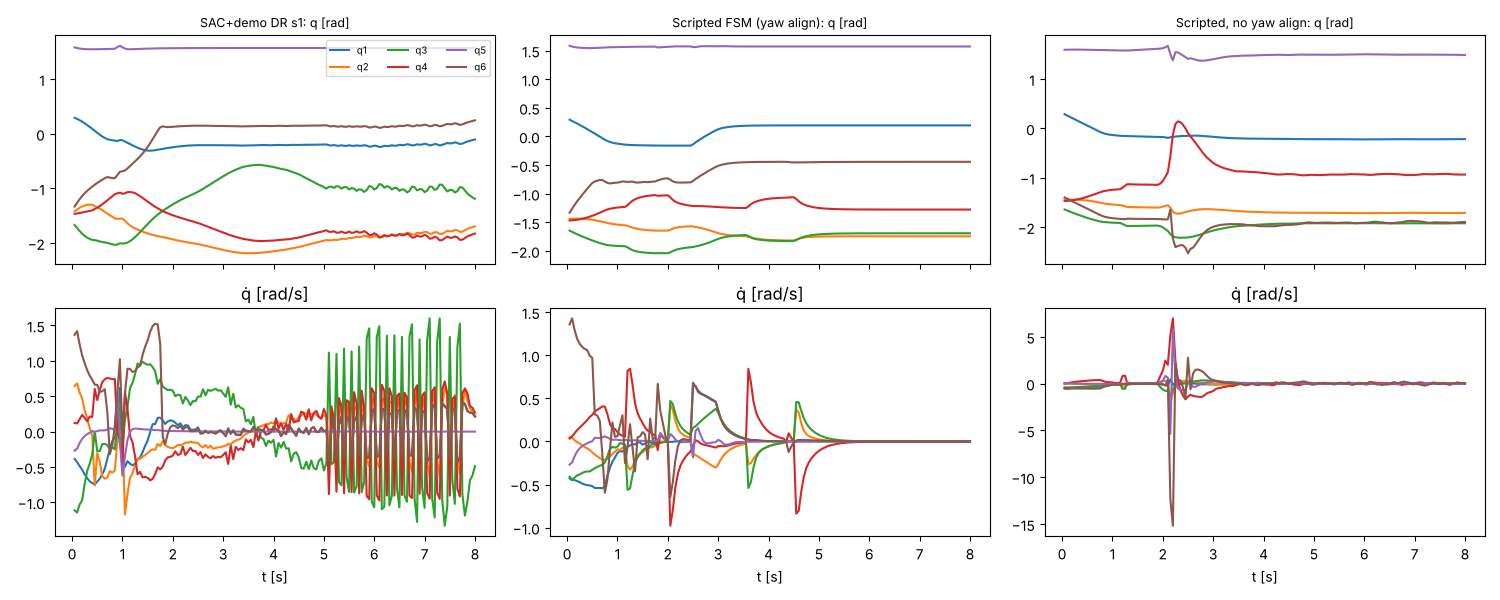 SAC+demo DR s1: q [rad]
Scripted FSM (yaw align): q [rad]
Scripted, no yaw align: q [rad]
q1 q3 q5
q2 q4 q6
1
0
−1
−2
1.5
1.0
0.5
0.0
−0.5
−1.0
−1.5
−2.0
1
0
−1
−2
q̇ [rad/s]
q̇ [rad/s]
q̇ [rad/s]
1.5
1.0
0.5
0.0
−0.5
−1.0
1.5
1.0
0.5
0.0
−0.5
−1.0
5
0
−5
−10
−15
0 1 2 3 4 5 6 7 8
0 1 2 3 4 5 6 7 8
0 1 2 3 4 5 6 7 8
t [s]
t [s]
t [s]